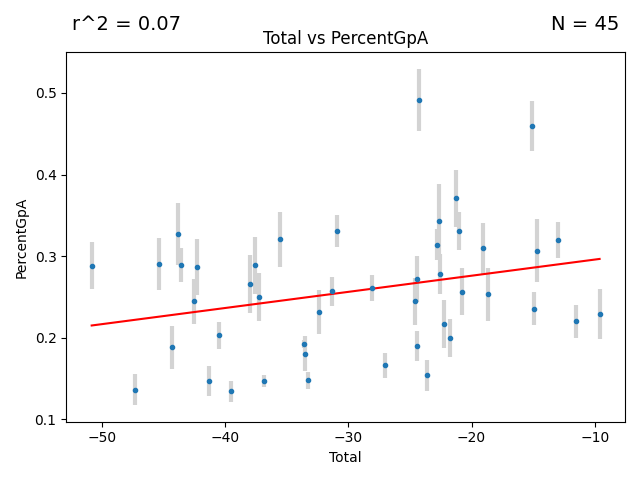 r^2 = 0.07
N = 45
Total vs PercentGpA
PercentGpA
0.5
0.4
0.3
0.2
0.1
−50
−40
−30
−20
−10
Total